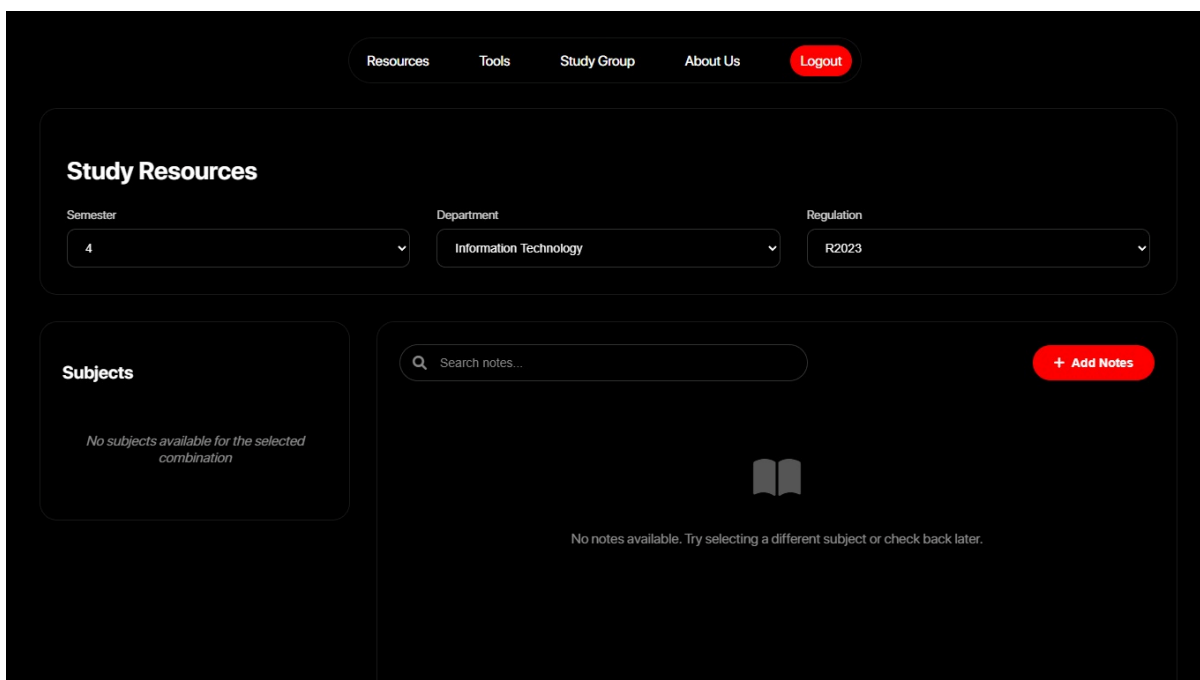 Resources Tools Study Group About Us Logout
Study Resources
Semester Department Regulation
4 Information Technology R2023
Subjects
No subjects available for the selected
combination
Search notes...
+ Add Notes
No notes available. Try selecting a different subject or check back later.